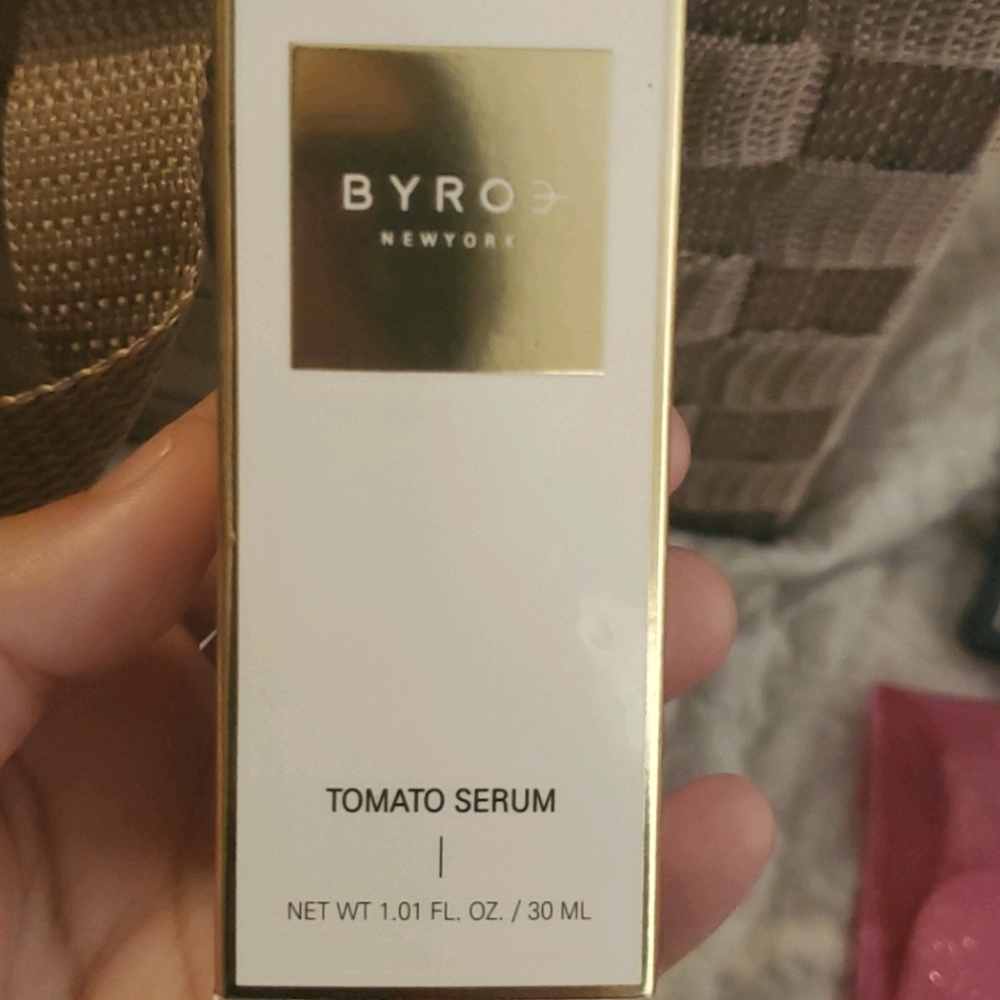 BYROE
NEWYORK
TOMATO SERUM
NET WT 1.01 FL. OZ. / 30 ML